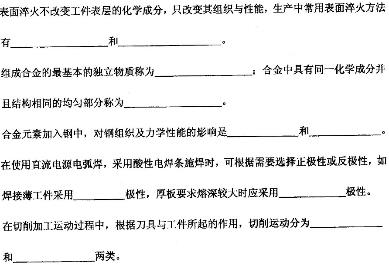 表面淬火不改变工件表层的化学成分，只改变其组织与性能，生产中常用表面淬火方法
有____________和______________。
组成合金的最基本的独立物质称为__________；合金中具有同一化学成分并
且结构相同的均匀部分称为______________。
合金元素加入钢中，对钢组织及力学性能的影响是__________和__________。
在使用直流电源电弧焊，采用酸性电焊条施焊时，可根据需要选择正极性或反极性，如
焊接薄工件采用________极性，厚板要求熔深较大时应采用__________极性。
在切削加工运动过程中，根据刀具与工件所起的作用，切削运动分为__________
和____________两类。